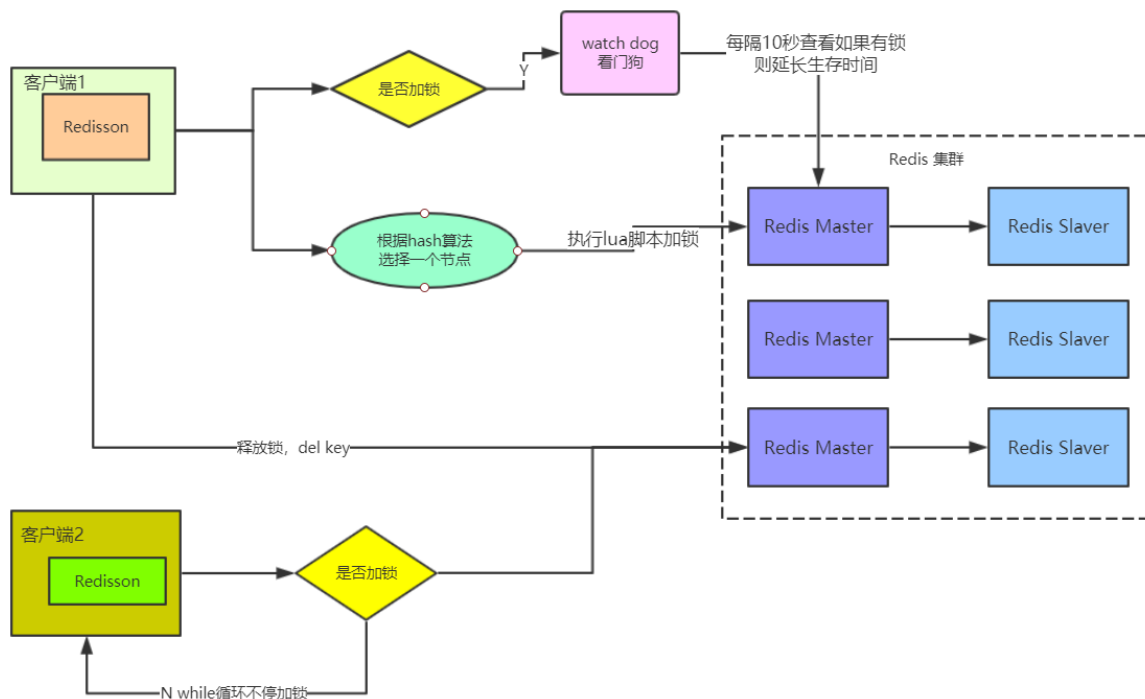 watch dog
看门狗
每隔10秒查看如果有锁
则延长生存时间
客户端1
Redisson
是否加锁
Y
Redis 集群
Redis Master
Redis Slaver
根据hash算法
选择一个节点
执行lua脚本加锁
Redis Master
Redis Slaver
释放锁，del key
Redis Master
Redis Slaver
客户端2
Redisson
是否加锁
N while循环不停加锁